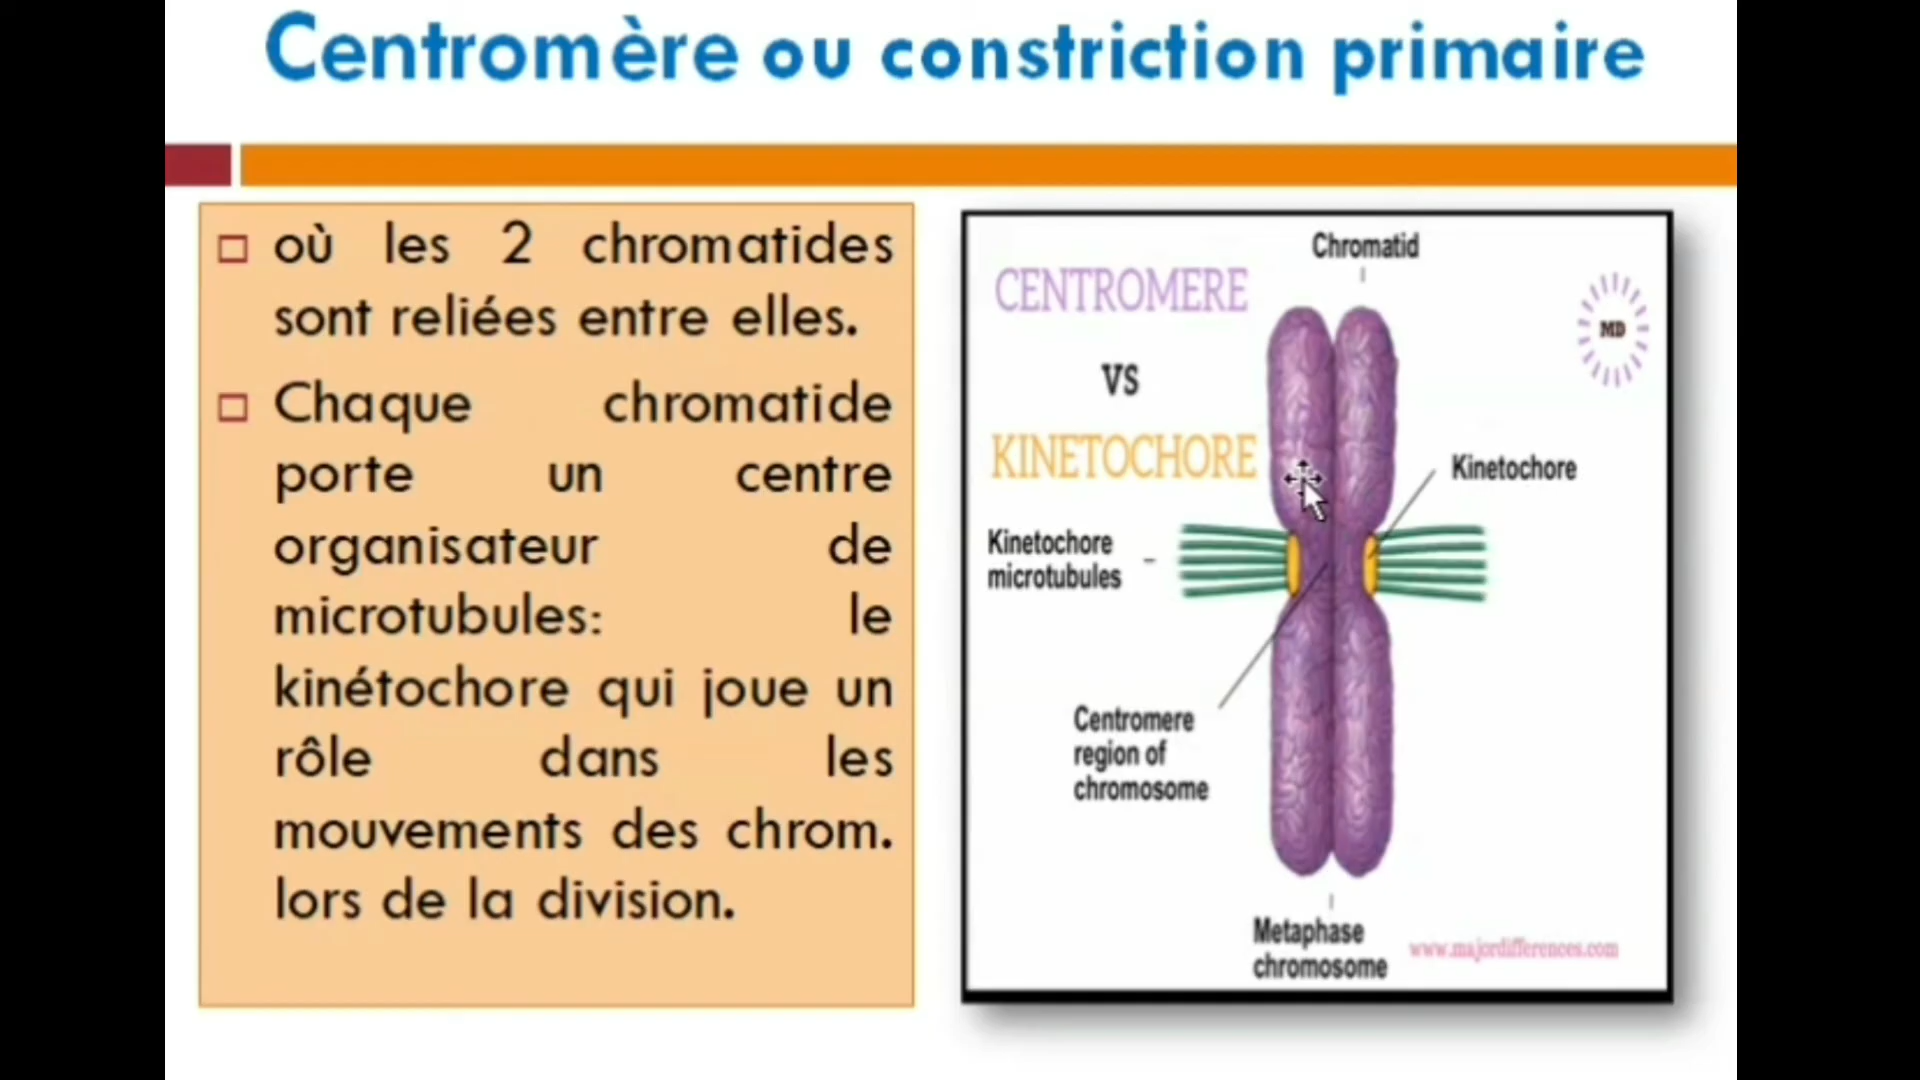 Centromère ou constriction primaire
où les 2 chromatides
sont reliées entre elles.
Chaque chromatide
porte un centre
organisateur de
microtubules: le
kinétochore qui joue un
rôle dans les
mouvements des chrom.
lors de la division.
Chromatid
CENTROMERE
VS
KINETOCHORE
MD
Kinetochore
Kinetochore
microtubules
Centromere
region of
chromosome
Metaphase
chromosome
www.majordifferences.com